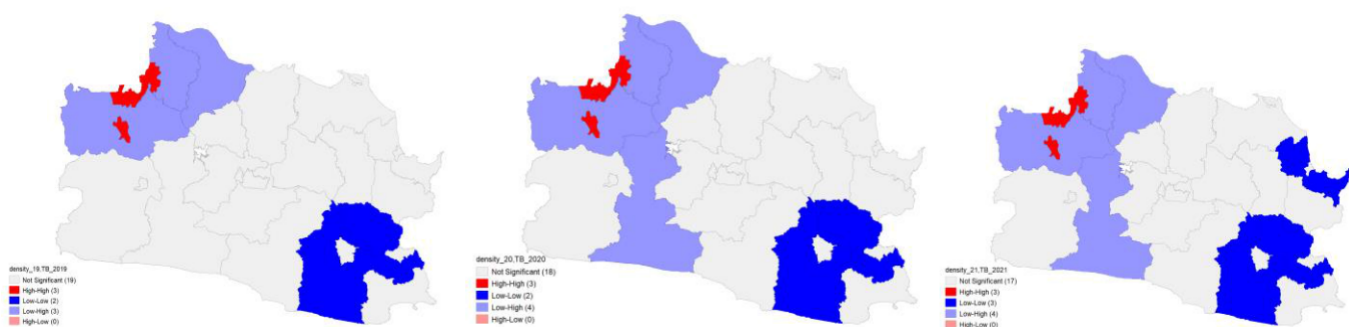 density_19.TB_2019
Not Significant (19)
High-High (3)
Low-Low (2)
Low-High (3)
High-Low (0)
density_20.TB_2020
Not Significant (18)
High-High (3)
Low-Low (2)
Low-High (4)
High-Low (0)
density_21.TB_2021
Not Significant (17)
High-High (3)
Low-Low (3)
Low-High (4)
High-Low (0)